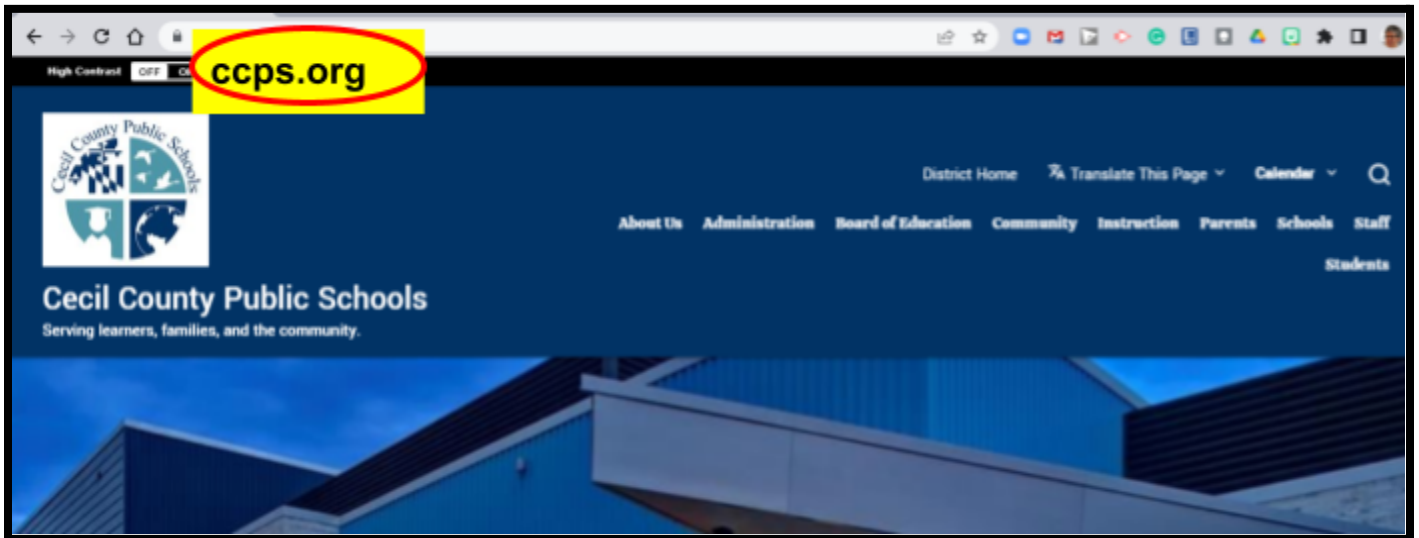 High Contrast OFF
ccps.org
Cecil County Public Schools
District Home Translate This Page Calendar
About Us Administration Board of Education Community Instruction Parents Schools Staff
Students
Cecil County Public Schools
Serving learners, families, and the community.